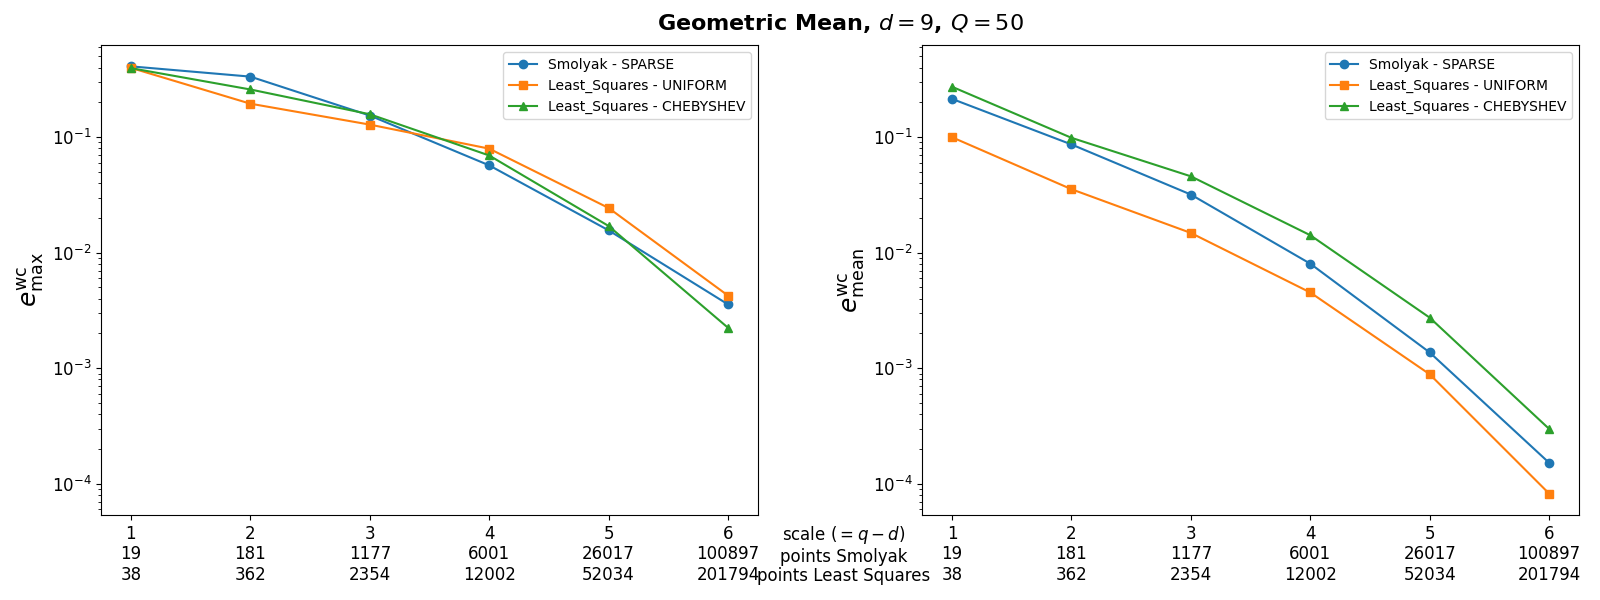 Geometric Mean, d = 9, Q = 50
Smolyak - SPARSE
Least_Squares - UNIFORM
Least_Squares - CHEBYSHEV
10⁻¹
10⁻²
10⁻³
10⁻⁴
e^wc_max
1 2 3 4 5 6
19 181 1177 6001 26017 100897
38 362 2354 12002 52034 201794
scale (= q − d)
points Smolyak
points Least Squares
Smolyak - SPARSE
Least_Squares - UNIFORM
Least_Squares - CHEBYSHEV
10⁻¹
10⁻²
10⁻³
10⁻⁴
e^wc_mean
1 2 3 4 5 6
19 181 1177 6001 26017 100897
38 362 2354 12002 52034 201794